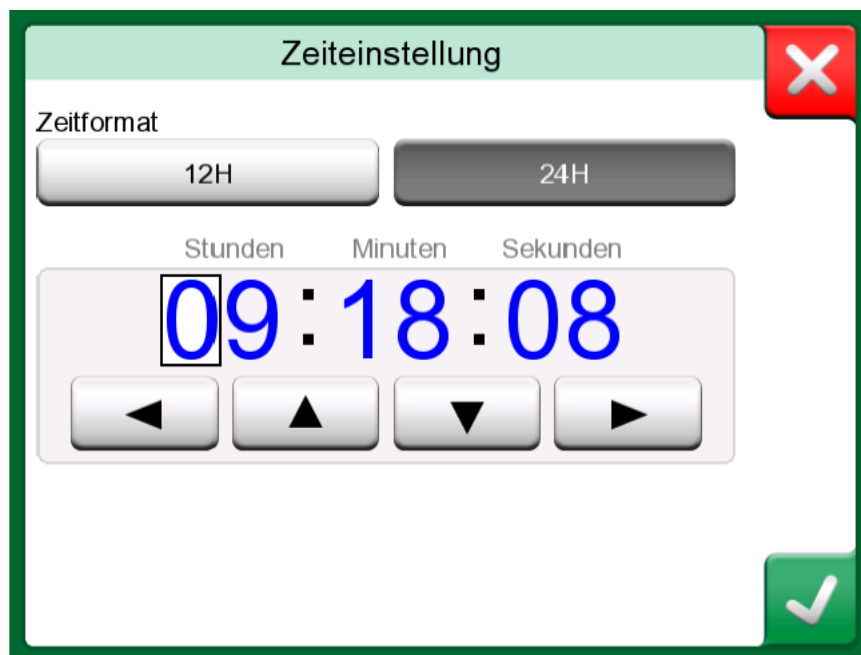 Zeiteinstellung
Zeitformat
12H 24H
Stunden Minuten Sekunden
09:18:08